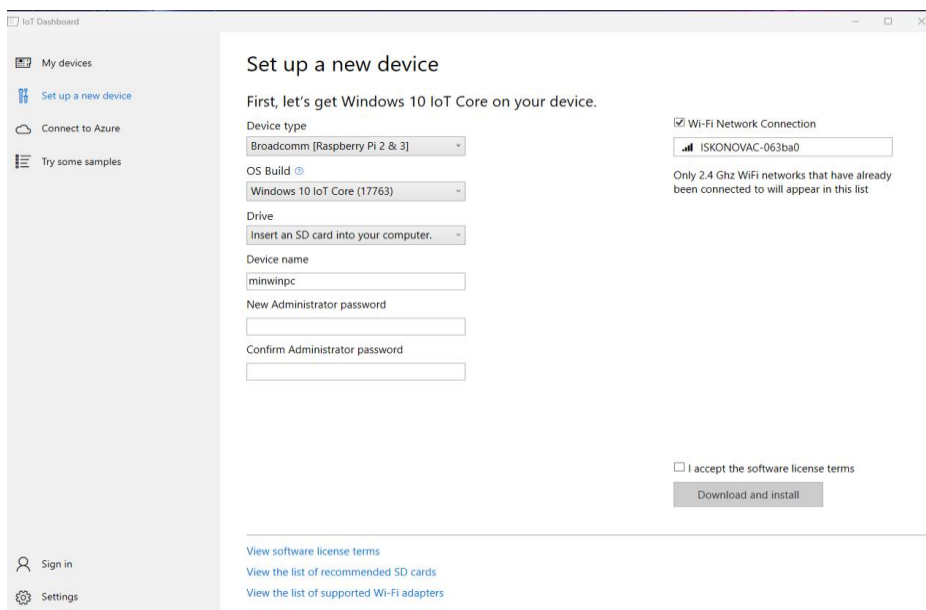 IoT Dashboard
My devices
Set up a new device
Connect to Azure
Try some samples
Sign in
Settings
Set up a new device
First, let's get Windows 10 IoT Core on your device.
Device type
Broadcomm [Raspberry Pi 2 & 3]
OS Build
Windows 10 IoT Core (17763)
Drive
Insert an SD card into your computer.
Device name
minwinpc
New Administrator password
Confirm Administrator password
Wi-Fi Network Connection
ISKONOVAC-063ba0
Only 2.4 Ghz WiFi networks that have already
been connected to will appear in this list
I accept the software license terms
Download and install
View software license terms
View the list of recommended SD cards
View the list of supported Wi-Fi adapters